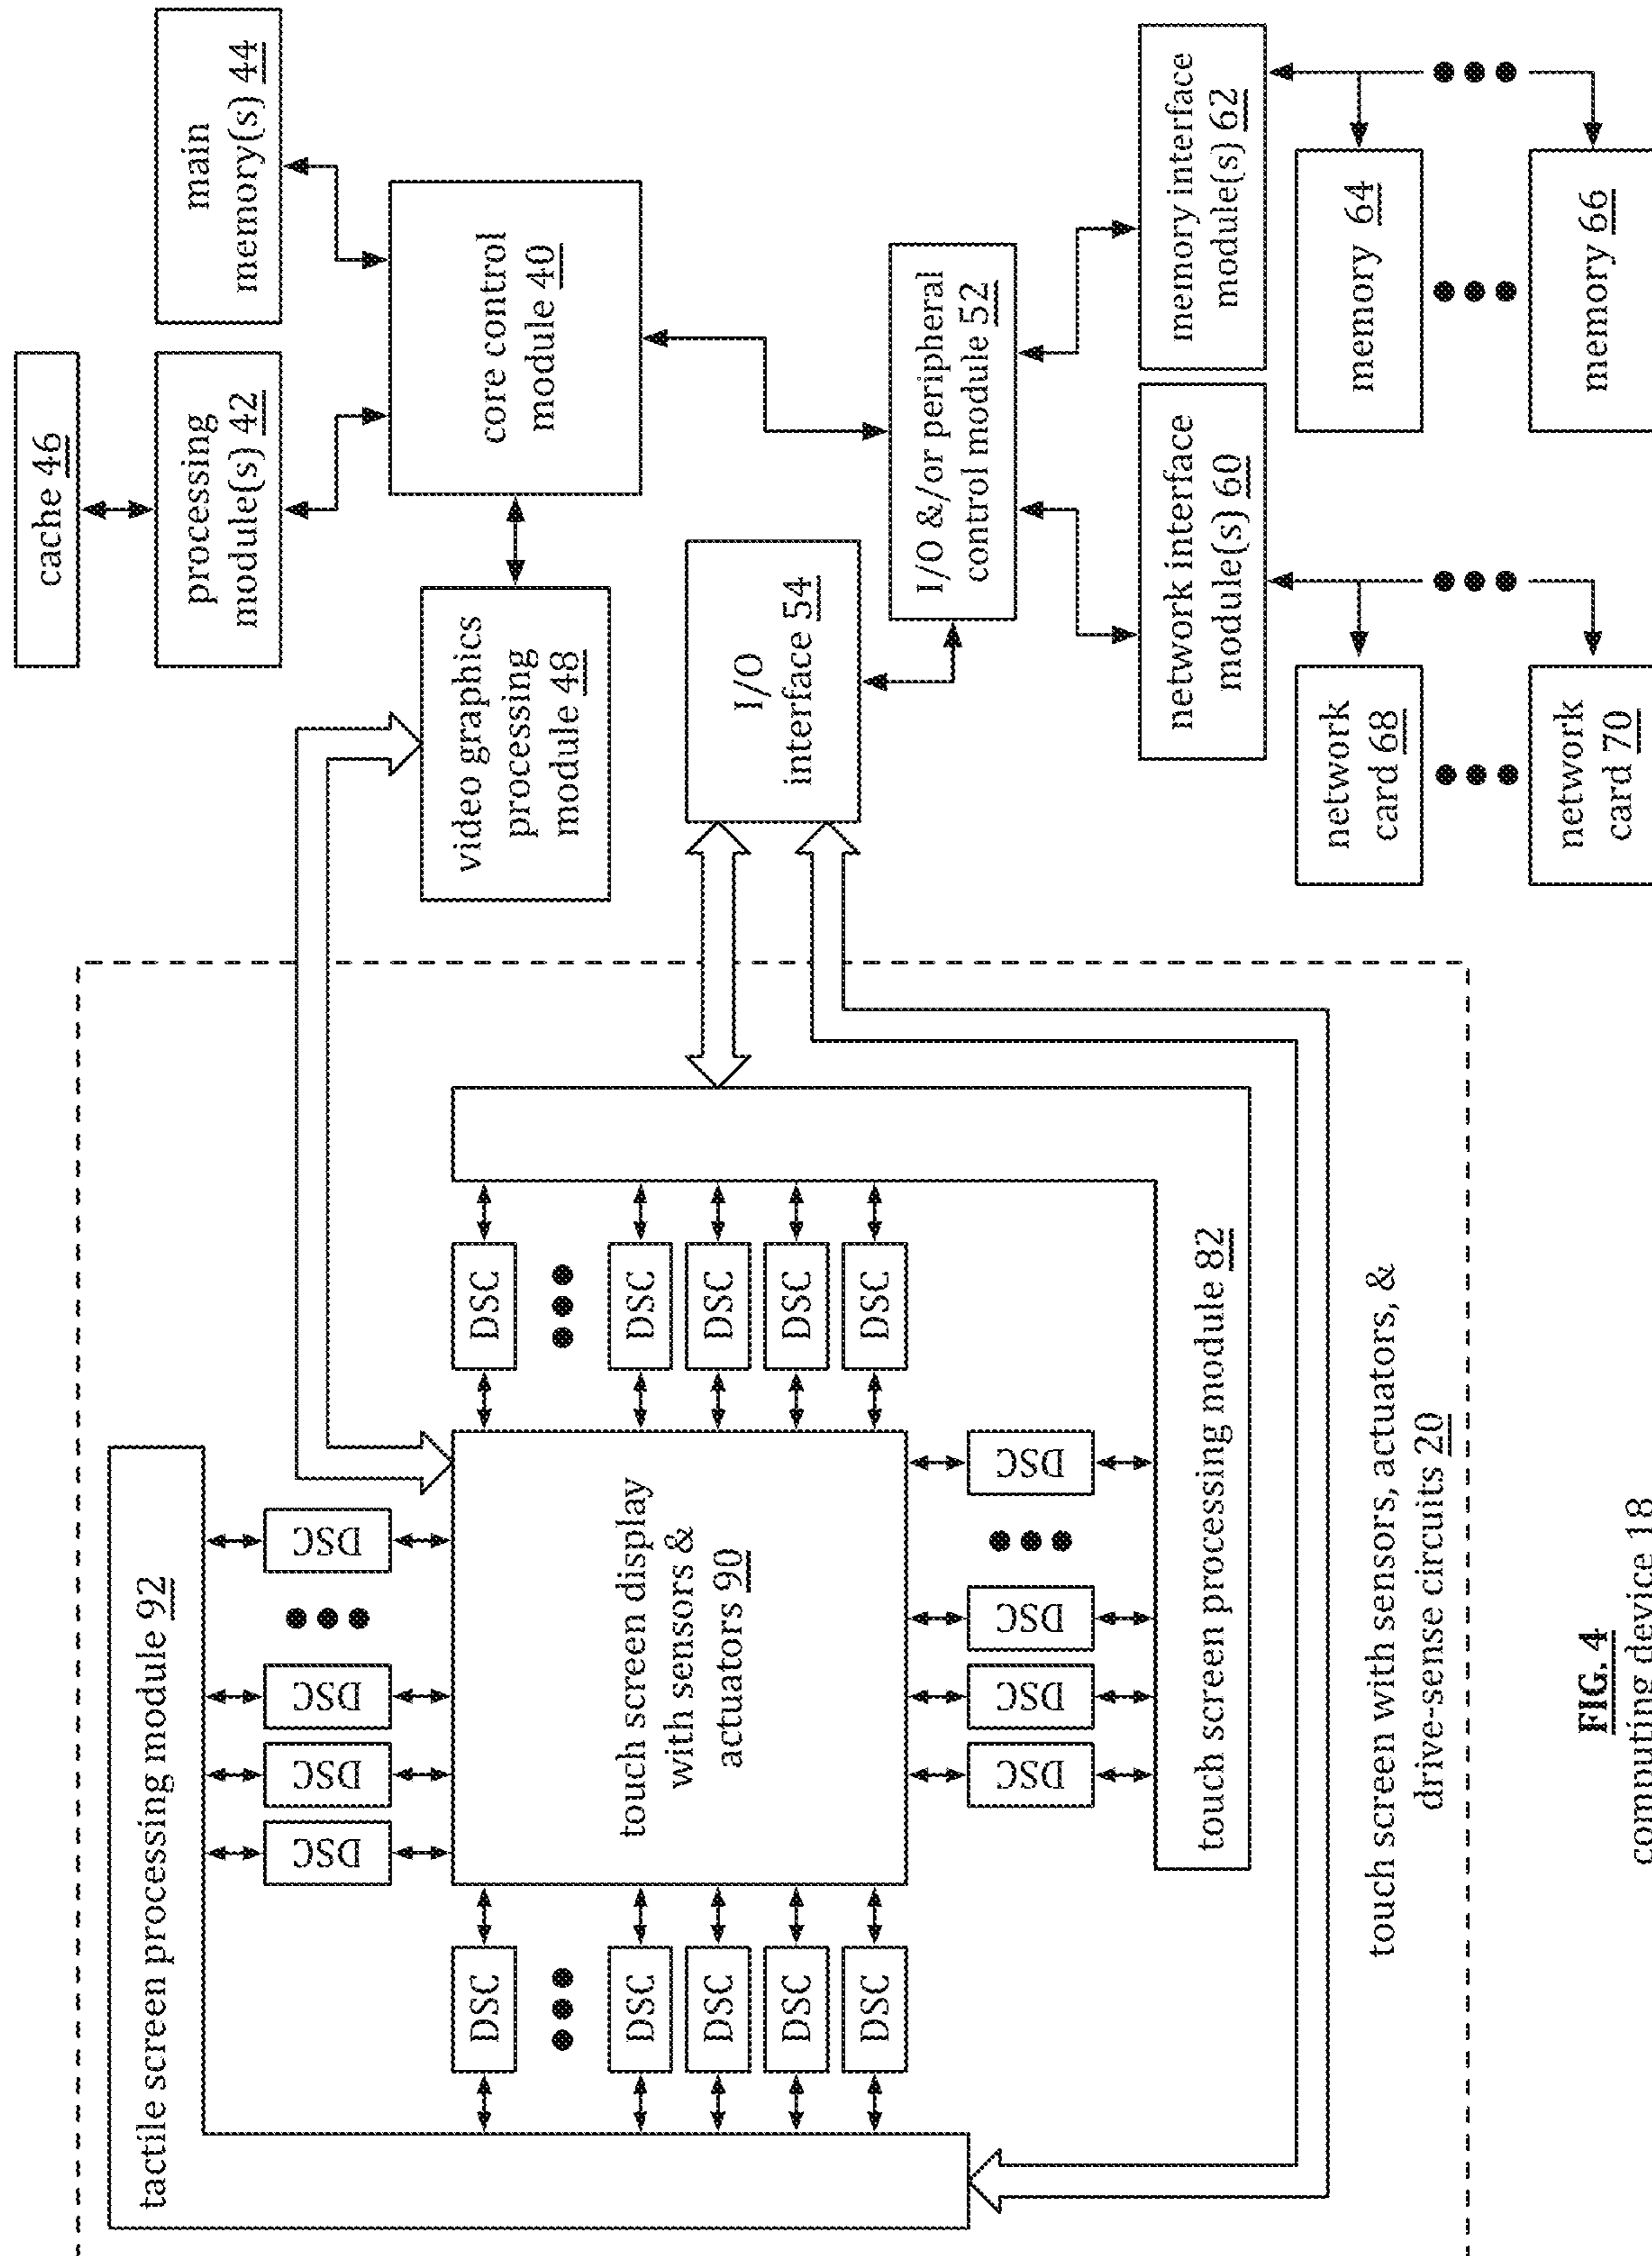 cache 46
processing
module(s) 42
main
memory(s) 44
video graphics
processing
module 48
core control
module 40
I/O
interface 54
I/O &/or peripheral
control module 52
network interface
module(s) 60
memory interface
module(s) 62
network
card 68
memory 64
network
card 70
memory 66
tactile screen processing module 92
DSC
DSC
DSC
DSC
DSC
DSC
DSC
DSC
DSC
touch screen display
with sensors &
actuators 90
DSC
DSC
DSC
DSC
DSC
DSC
DSC
DSC
DSC
touch screen processing module 82
touch screen with sensors, actuators, &
drive-sense circuits 20
FIG. 4
computing device 18